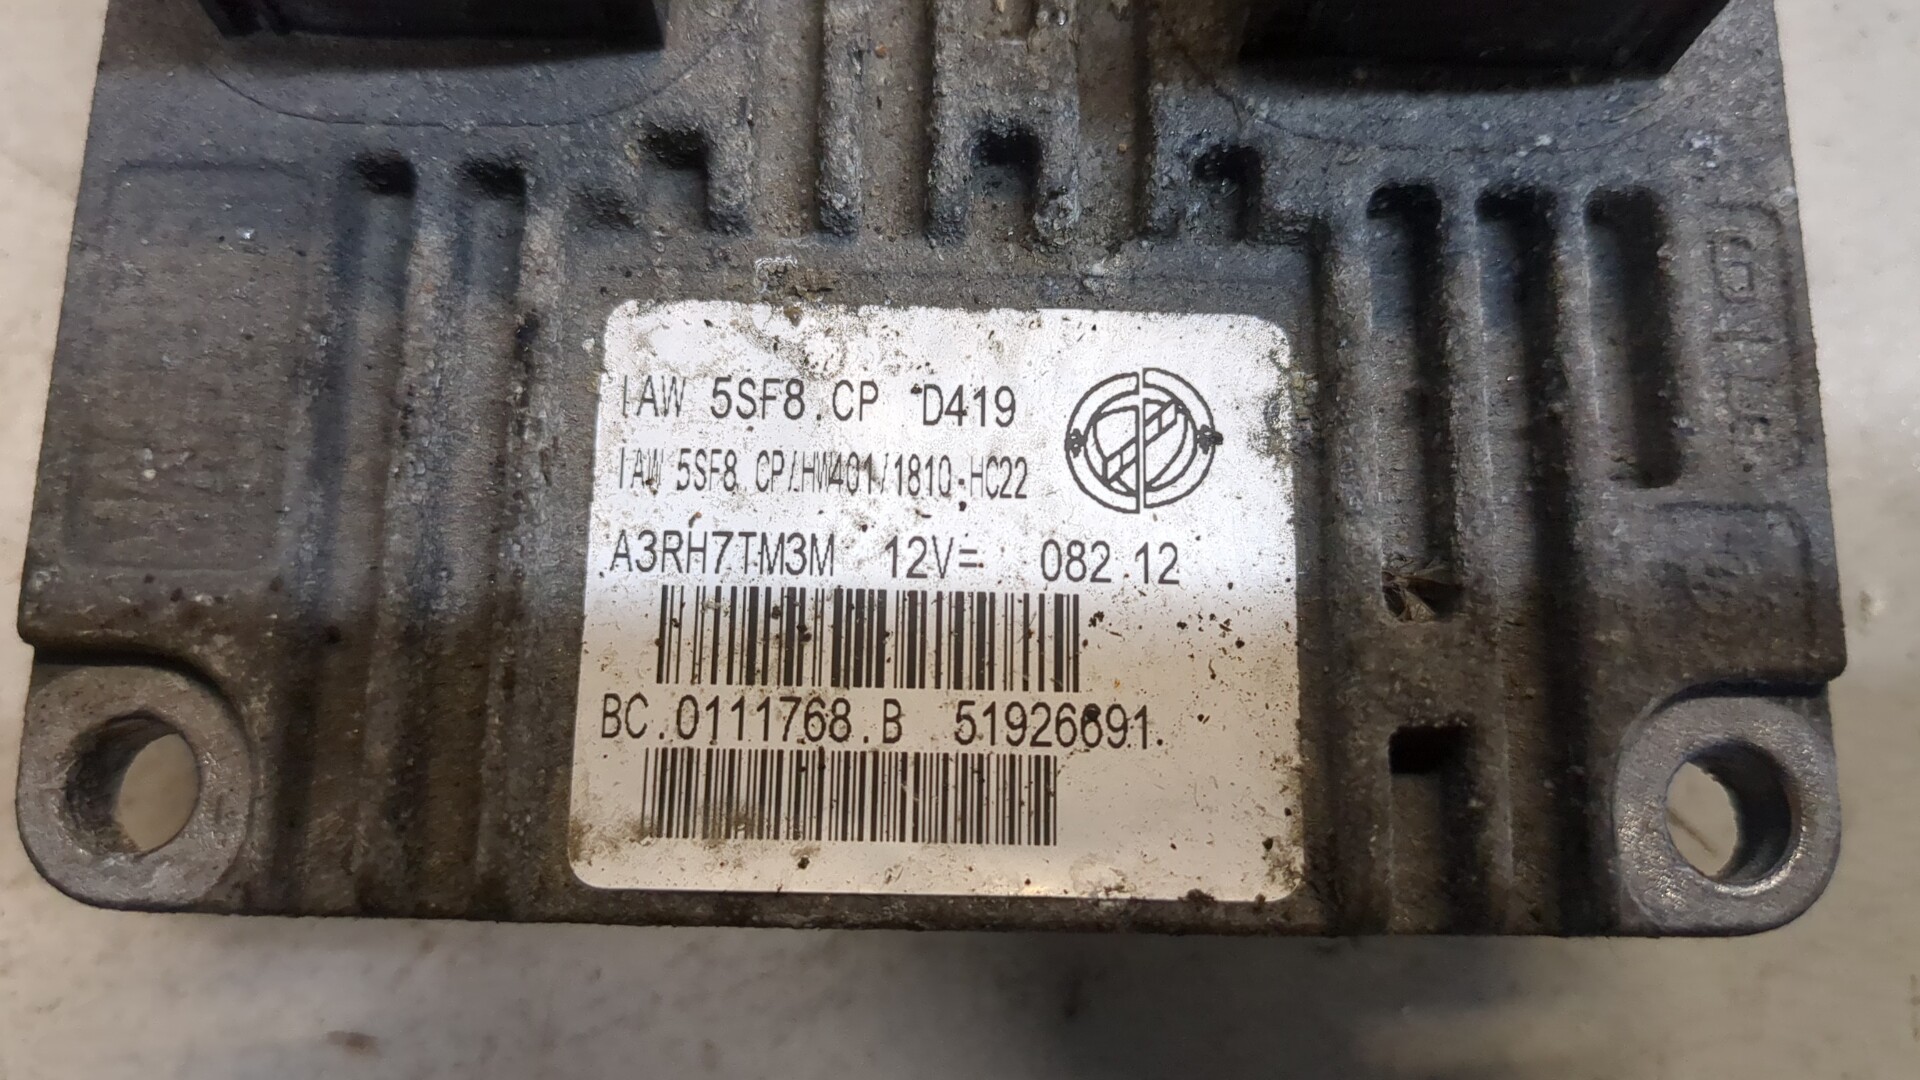 IAW 5SF8.CP D419
IAW 5SF8.CP/HW401/1810-HC22
A3RH7TM3M 12V= 082 12
BC.0111768.B 51926691